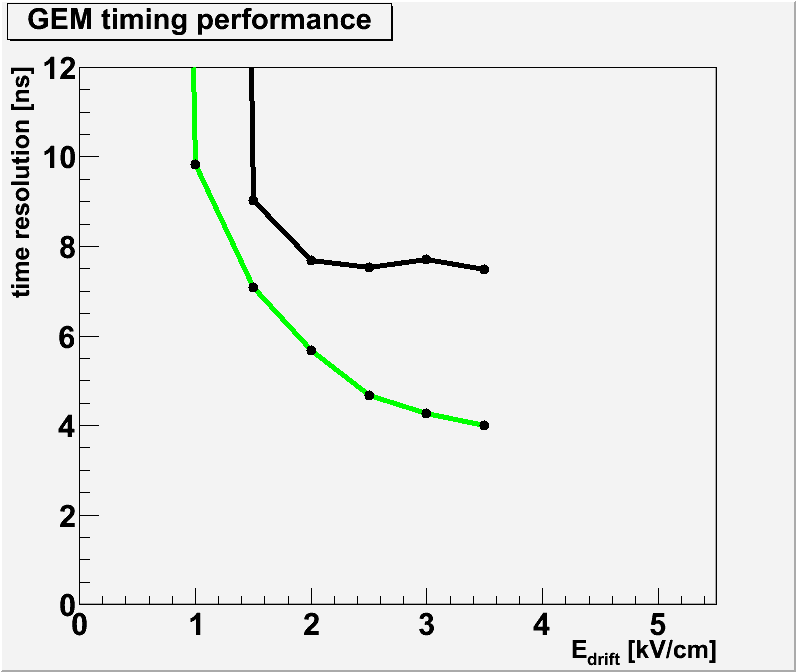 GEM timing performance
time resolution [ns]
12
10
8
6
4
2
0
0 1 2 3 4 5
Edrift [kV/cm]